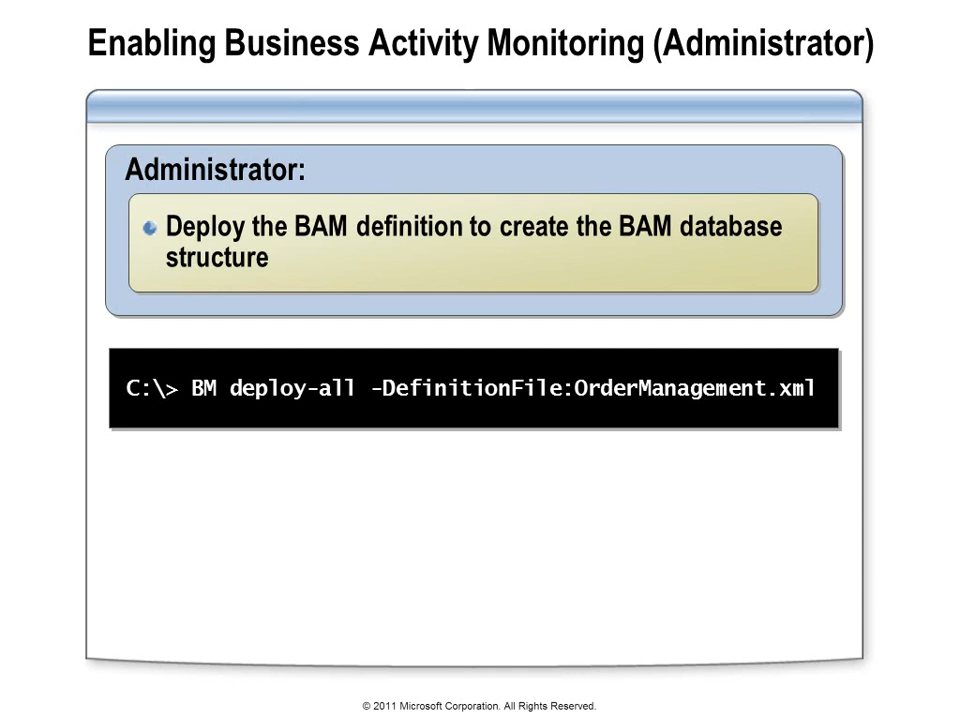 Enabling Business Activity Monitoring (Administrator)
Administrator:
Deploy the BAM definition to create the BAM database
structure
C:\> BM deploy-all -DefinitionFile:OrderManagement.xml
© 2011 Microsoft Corporation. All Rights Reserved.